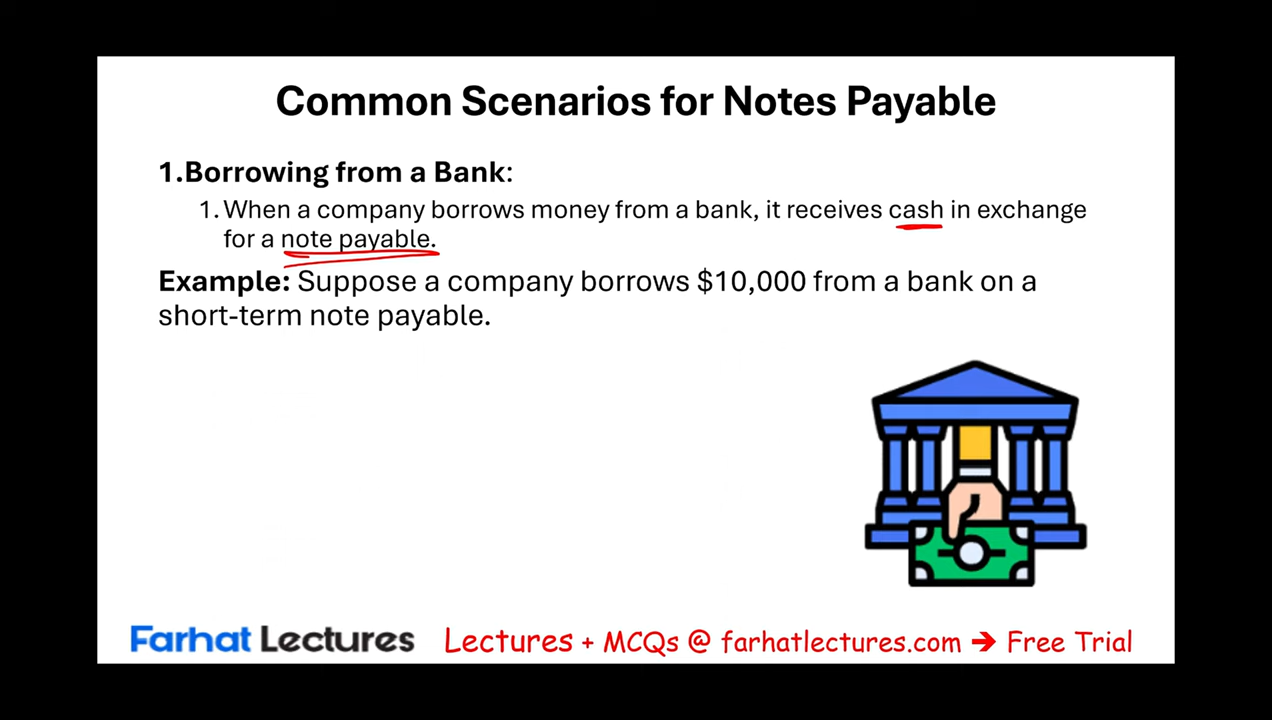 Common Scenarios for Notes Payable
1.Borrowing from a Bank:
1. When a company borrows money from a bank, it receives cash in exchange
for a note payable.
Example: Suppose a company borrows $10,000 from a bank on a
short-term note payable.
Farhat Lectures Lectures + MCQs @ farhatlectures.com → Free Trial